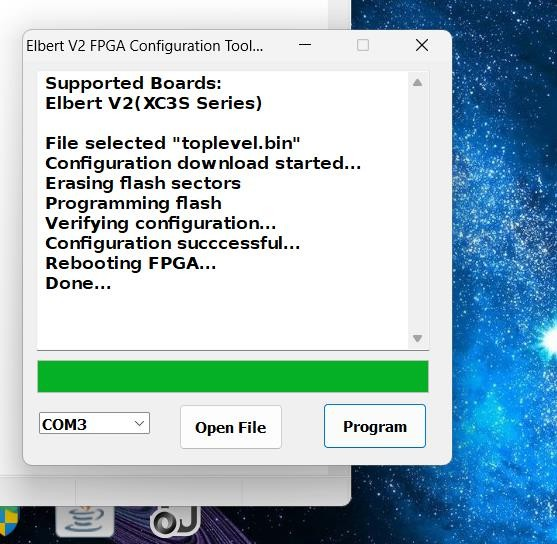 Elbert V2 FPGA Configuration Tool...
Supported Boards:
Elbert V2(XC3S Series)
File selected "toplevel.bin"
Configuration download started...
Erasing flash sectors
Programming flash
Verifying configuration...
Configuration succcessful...
Rebooting FPGA...
Done...
COM3
Open File
Program